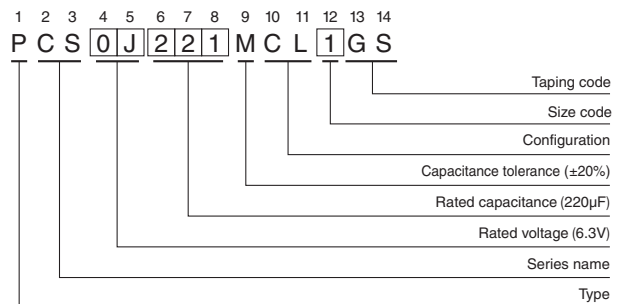 1 2 3 4 5 6 7 8 9 10 11 12 13 14
P C S 0 J 2 2 1 M C L 1 G S
Taping code
Size code
Configuration
Capacitance tolerance (±20%)
Rated capacitance (220μF)
Rated voltage (6.3V)
Series name
Type